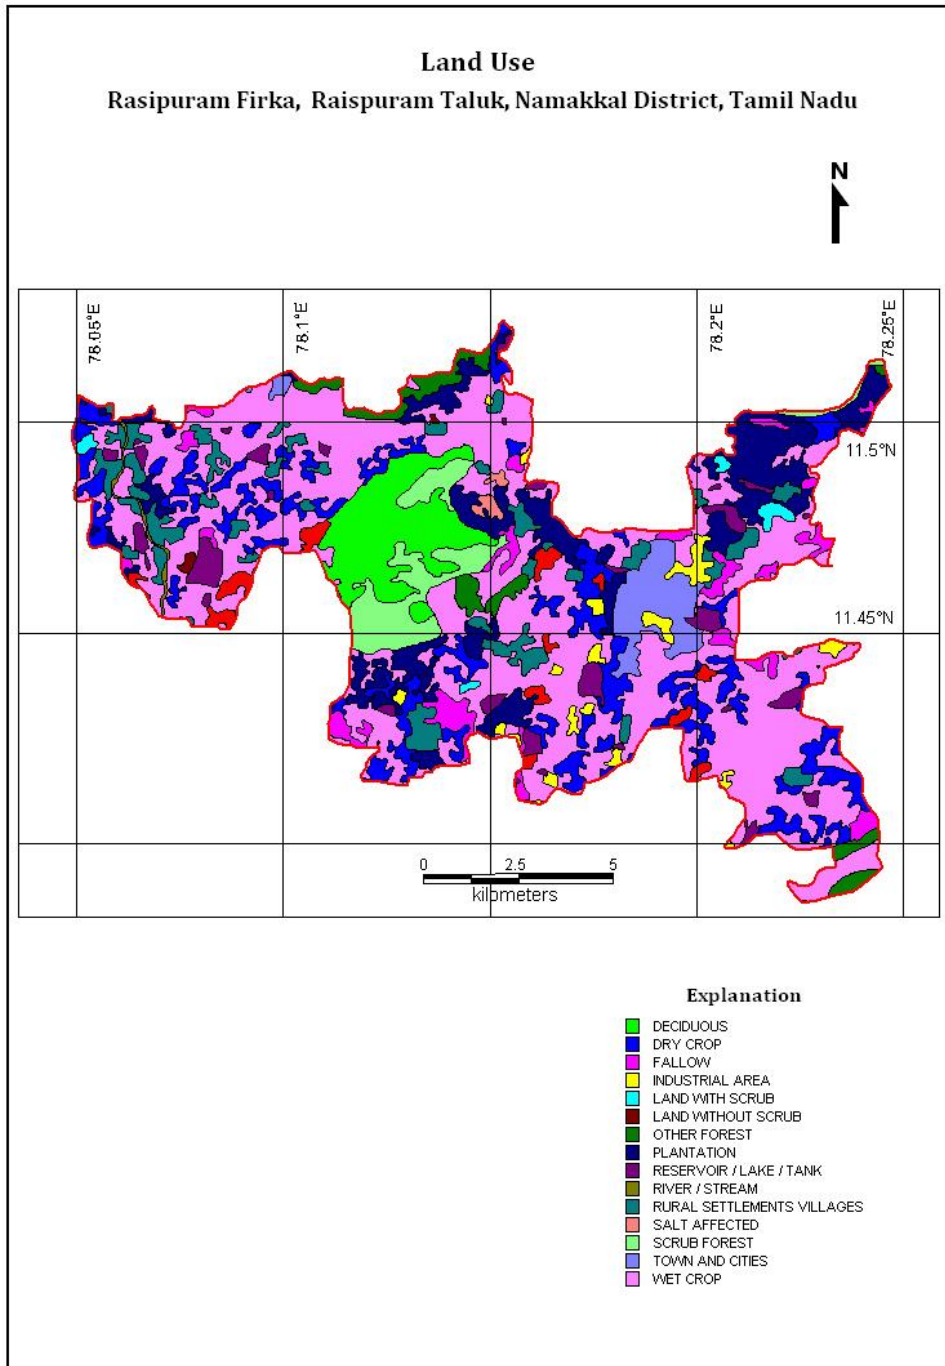 Land Use
Rasipuram Firka, Raispuram Taluk, Namakkal District, Tamil Nadu
N
78.05°E
78.1°E
78.2°E
78.25°E
11.5°N
11.45°N
0 2.5 5
kilometers
Explanation
DECIDUOUS
DRY CROP
FALLOW
INDUSTRIAL AREA
LAND WITH SCRUB
LAND WITHOUT SCRUB
OTHER FOREST
PLANTATION
RESERVOIR / LAKE / TANK
RIVER / STREAM
RURAL SETTLEMENTS VILLAGES
SALT AFFECTED
SCRUB FOREST
TOWN AND CITIES
WET CROP